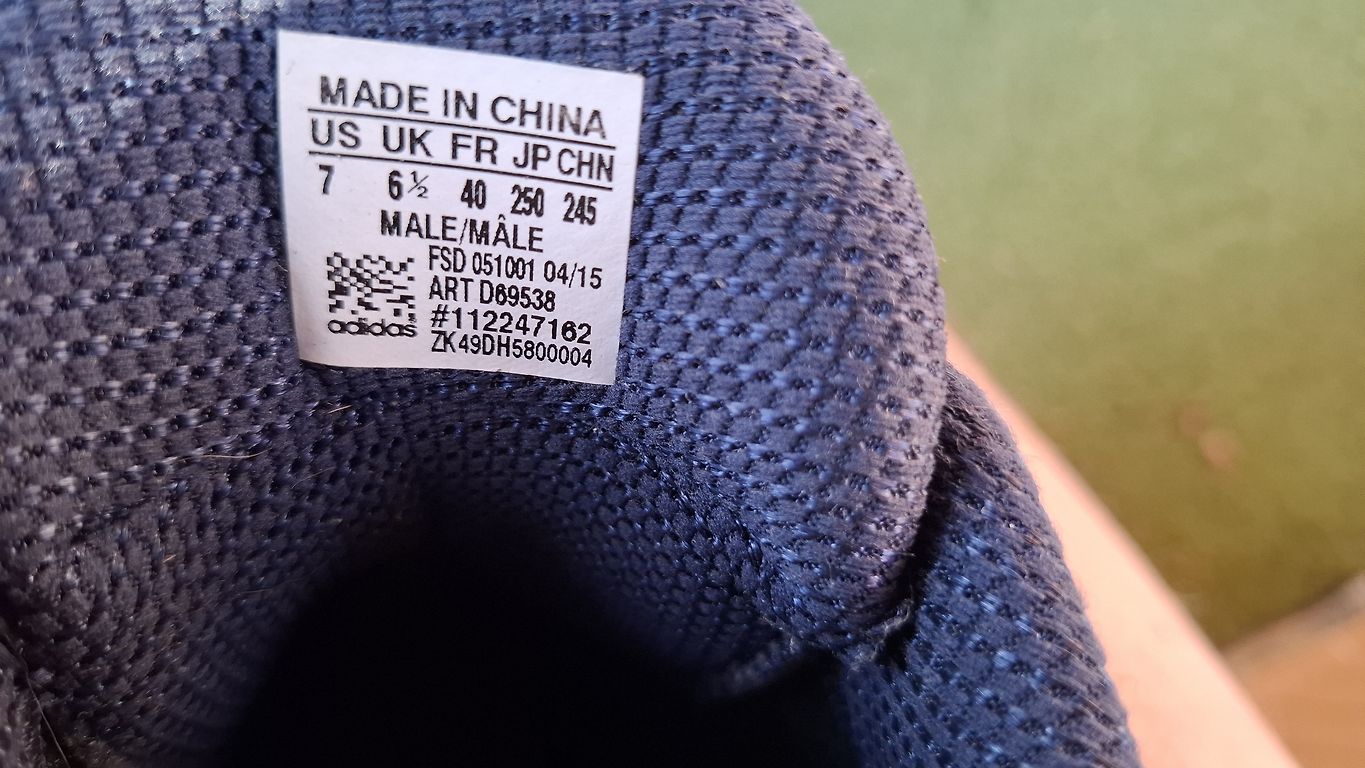 MADE IN CHINA
US UK FR JP CHN
7 6½ 40 250 245
MALE/MÂLE
FSD 051001 04/15
ART D69538
#112247162
adidas
ZK49DH5800004